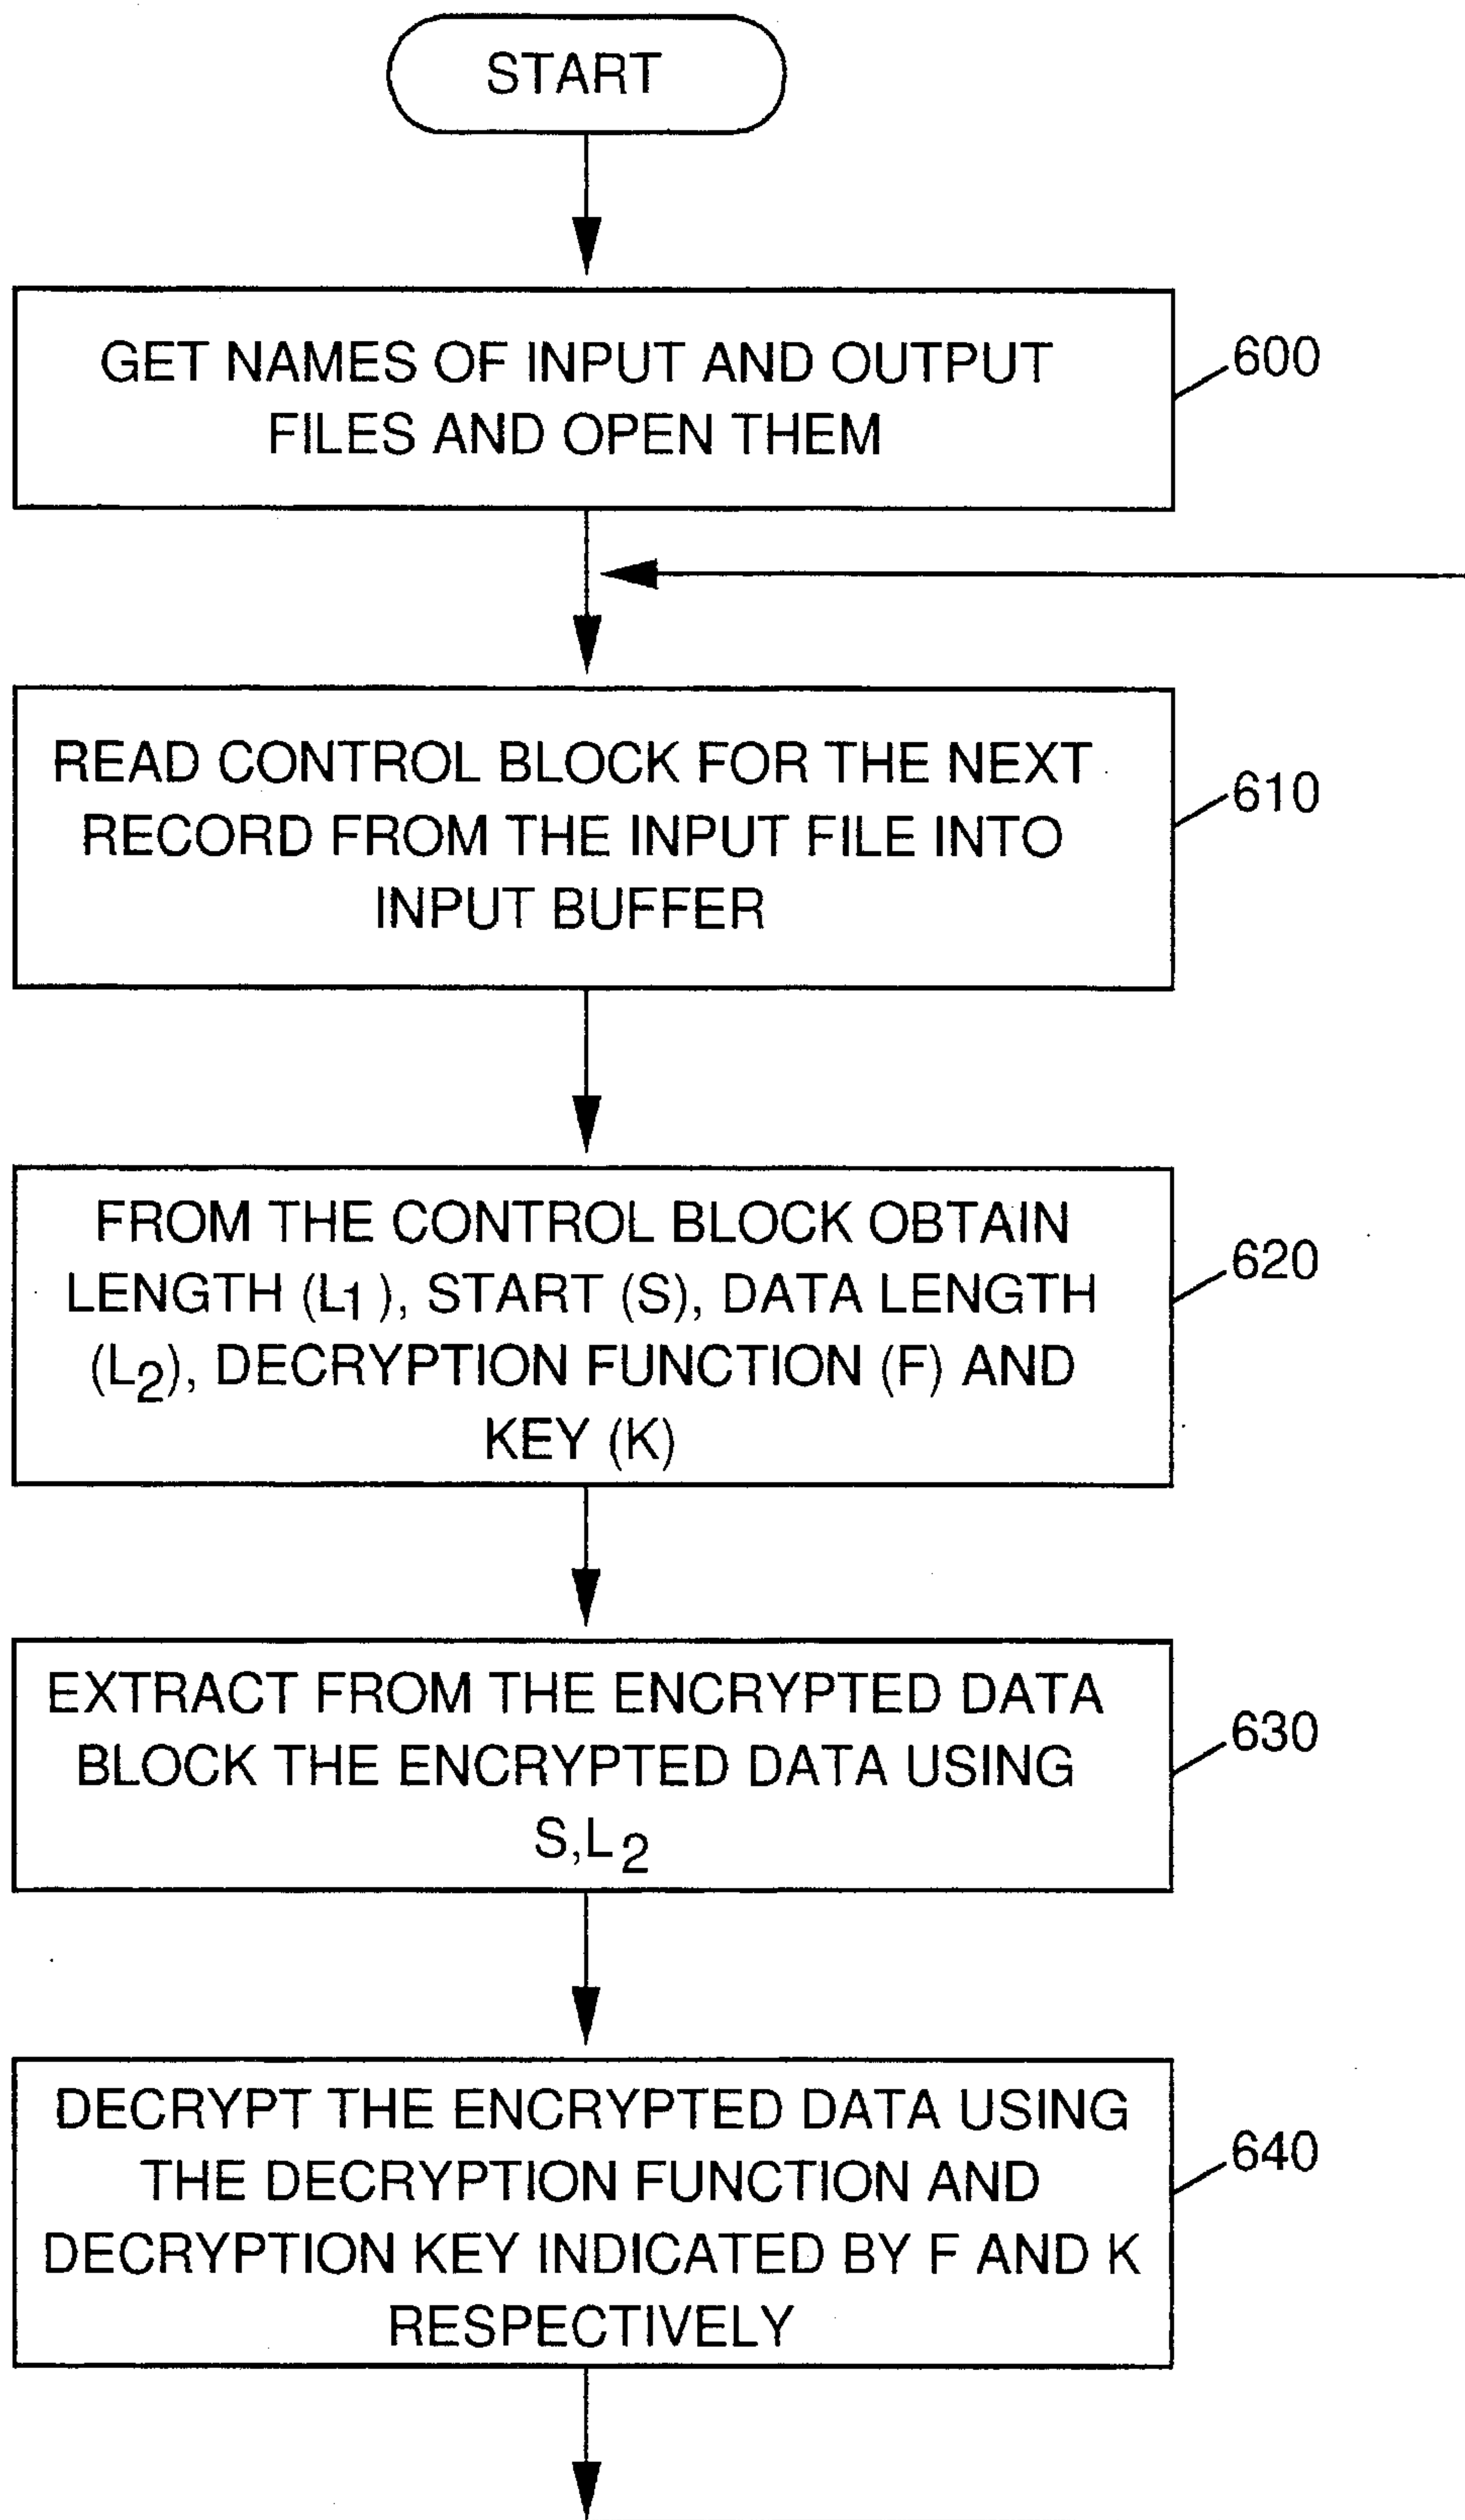 START
GET NAMES OF INPUT AND OUTPUT
FILES AND OPEN THEM
600
READ CONTROL BLOCK FOR THE NEXT
RECORD FROM THE INPUT FILE INTO
INPUT BUFFER
610
FROM THE CONTROL BLOCK OBTAIN
LENGTH (L1), START (S), DATA LENGTH
(L2), DECRYPTION FUNCTION (F) AND
KEY (K)
620
EXTRACT FROM THE ENCRYPTED DATA
BLOCK THE ENCRYPTED DATA USING
S,L2
630
DECRYPT THE ENCRYPTED DATA USING
THE DECRYPTION FUNCTION AND
DECRYPTION KEY INDICATED BY F AND K
RESPECTIVELY
640